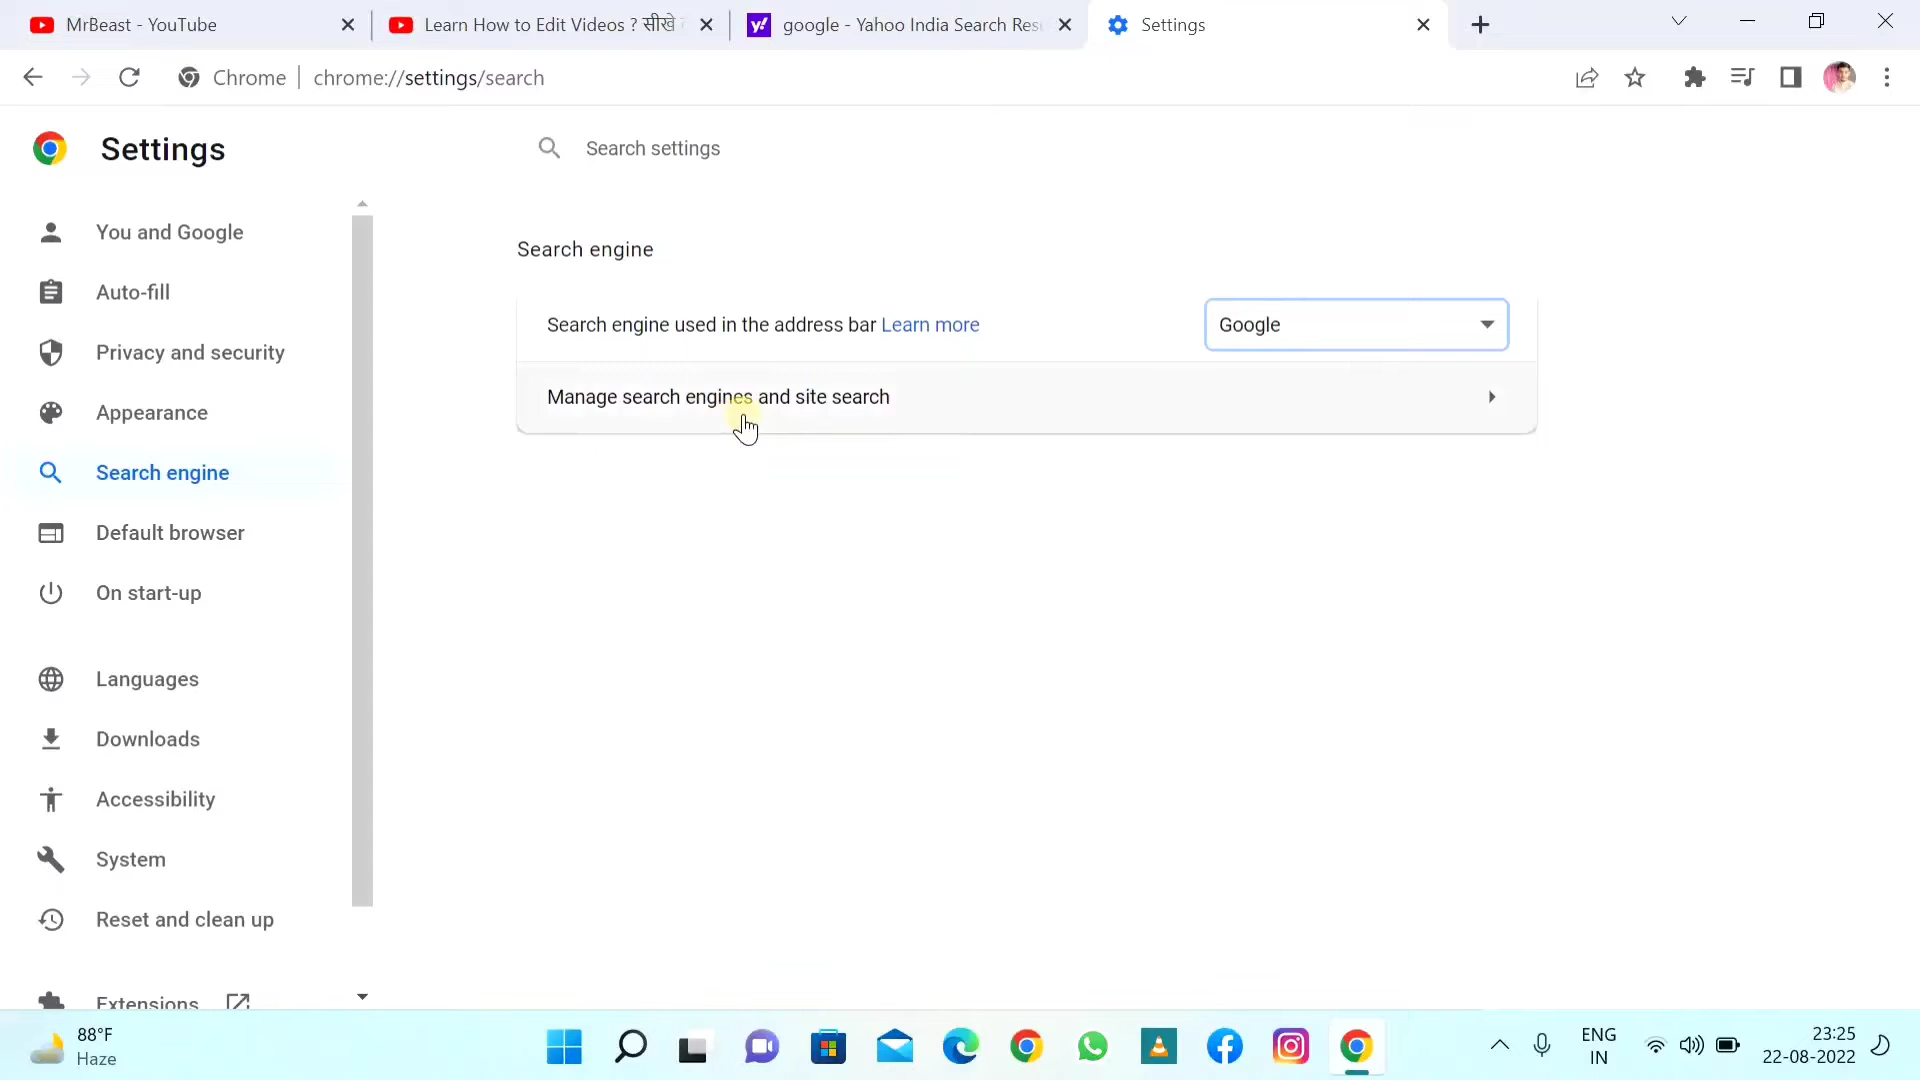 MrBeast - YouTube
Learn How to Edit Videos ? सीखे
google - Yahoo India Search Res
Settings
Chrome
chrome://settings/search
Settings
Search settings
You and Google
Auto-fill
Privacy and security
Appearance
Search engine
Default browser
On start-up
Languages
Downloads
Accessibility
System
Reset and clean up
Extensions
Search engine
Search engine used in the address bar Learn more
Google
Manage search engines and site search
88°F
Haze
ENG
IN
23:25
22-08-2022